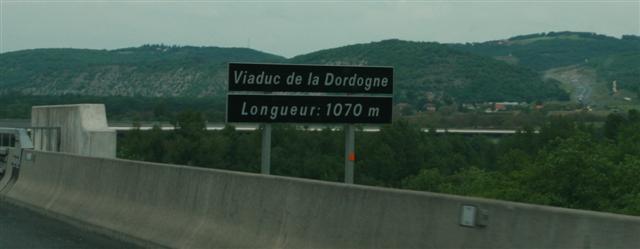 Viaduc de la Dordogne
Longueur: 1070 m